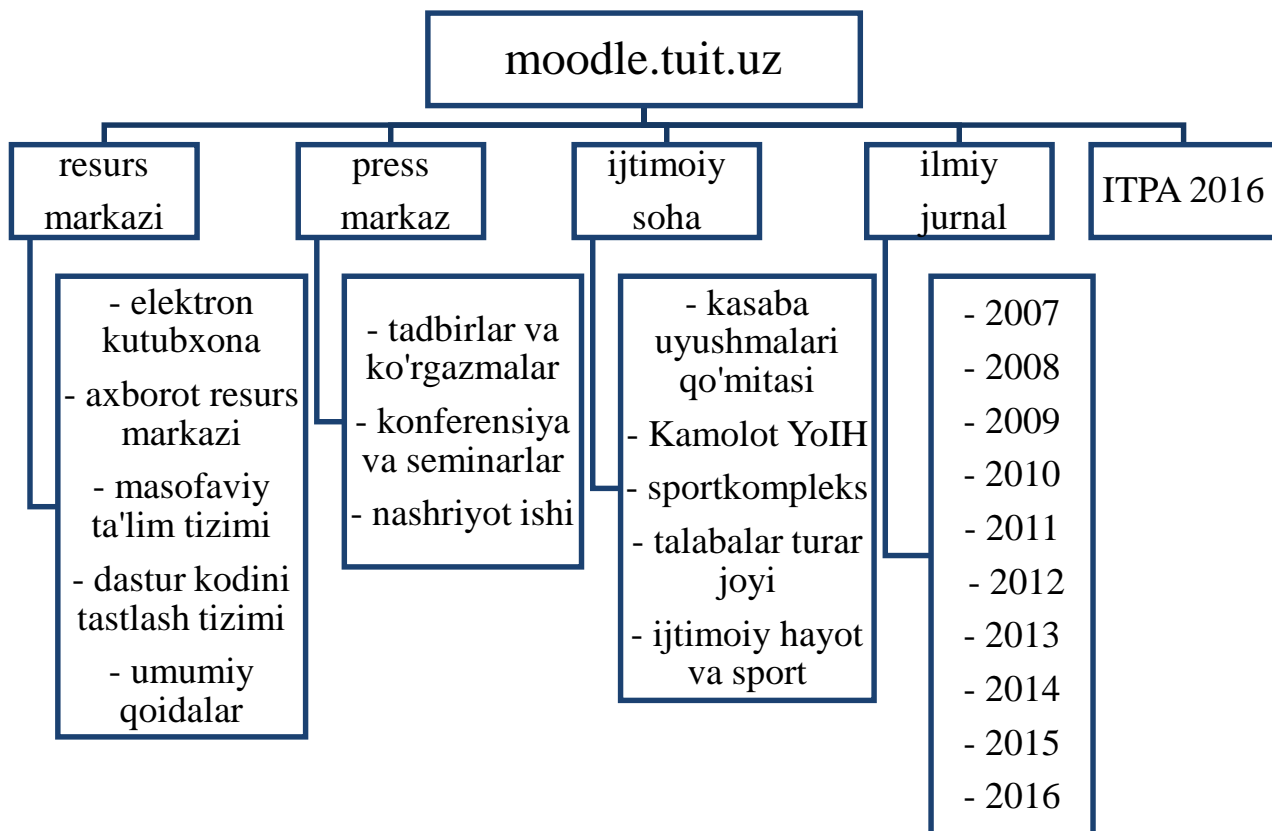 moodle.tuit.uz
resurs
markazi
press
markaz
ijtimoiy
soha
ilmiy
jurnal
ITPA 2016
- elektron
kutubxona
- axborot resurs
markazi
- masofaviy
ta'lim tizimi
- dastur kodini
tastlash tizimi
- umumiy
qoidalar
- tadbirlar va
ko'rgazmalar
- konferensiya
va seminarlar
- nashriyot ishi
- kasaba
uyushmalari
qo'mitasi
- Kamolot YoIH
- sportkompleks
- talabalar turar
joyi
- ijtimoiy hayot
va sport
- 2007
- 2008
- 2009
- 2010
- 2011
- 2012
- 2013
- 2014
- 2015
- 2016